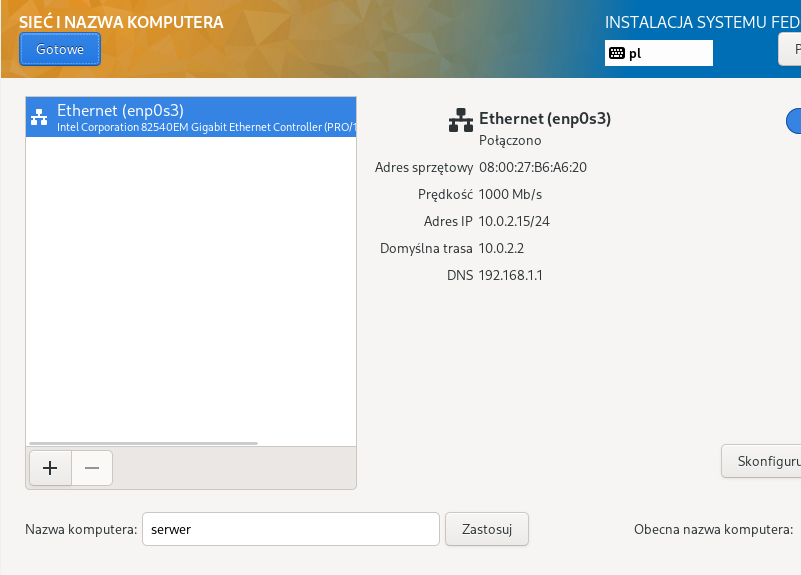 SIEĆ I NAZWA KOMPUTERA
INSTALACJA SYSTEMU FED
Gotowe
pl
P
Ethernet (enp0s3)
Intel Corporation 82540EM Gigabit Ethernet Controller (PRO/1
Ethernet (enp0s3)
Połączono
Adres sprzętowy 08:00:27:B6:A6:20
Prędkość 1000 Mb/s
Adres IP 10.0.2.15/24
Domyślna trasa 10.0.2.2
DNS 192.168.1.1
Skonfiguru
Nazwa komputera: serwer Zastosuj Obecna nazwa komputera: